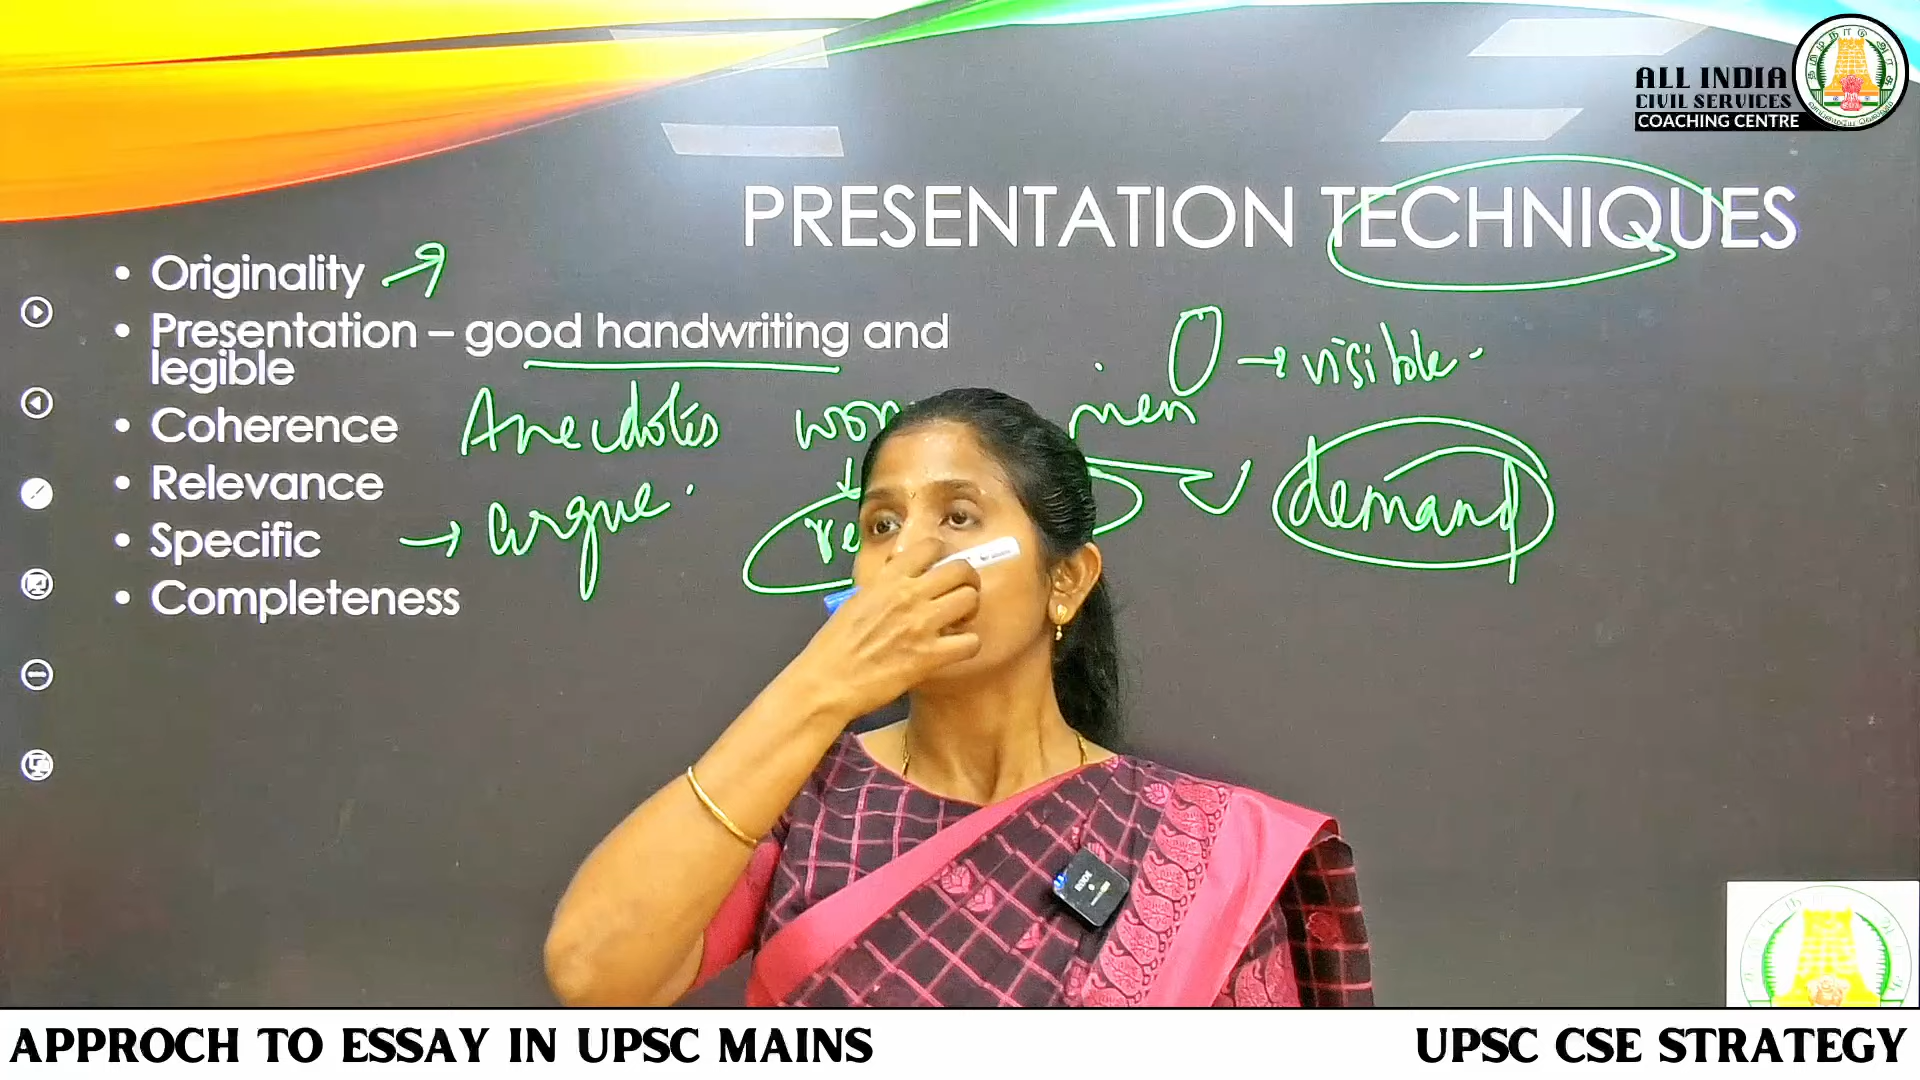 ALL INDIA
CIVIL SERVICES
COACHING CENTRE
PRESENTATION TECHNIQUES
• Originality
• Presentation – good handwriting and
legible
• Coherence
• Relevance
• Specific
• Completeness
→ visible
Anecdotes men
→ argue demand
APPROCH TO ESSAY IN UPSC MAINS
UPSC CSE STRATEGY